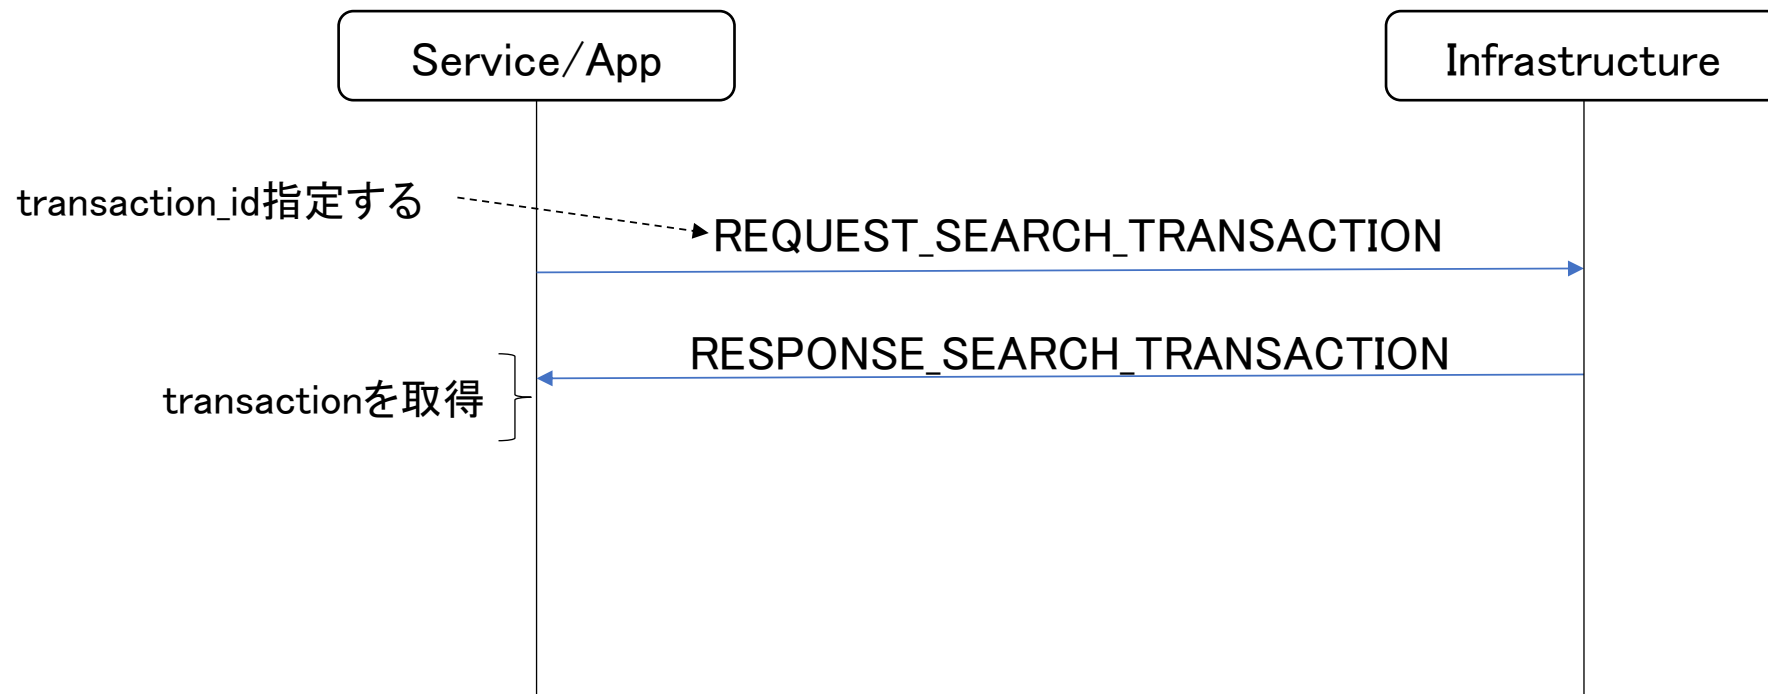 Service/App
Infrastructure
transaction_id指定する
REQUEST_SEARCH_TRANSACTION
RESPONSE_SEARCH_TRANSACTION
transactionを取得